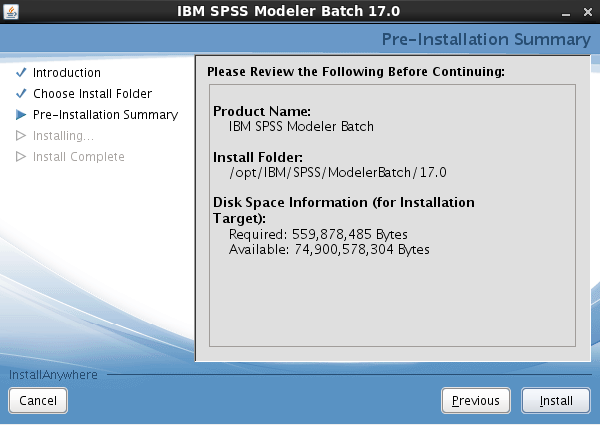 IBM SPSS Modeler Batch 17.0
Pre-Installation Summary
Introduction
Choose Install Folder
Pre-Installation Summary
Installing...
Install Complete
Please Review the Following Before Continuing:
Product Name:
IBM SPSS Modeler Batch
Install Folder:
/opt/IBM/SPSS/ModelerBatch/17.0
Disk Space Information (for Installation
Target):
Required: 559,878,485 Bytes
Available: 74,900,578,304 Bytes
InstallAnywhere
Cancel
Previous
Install